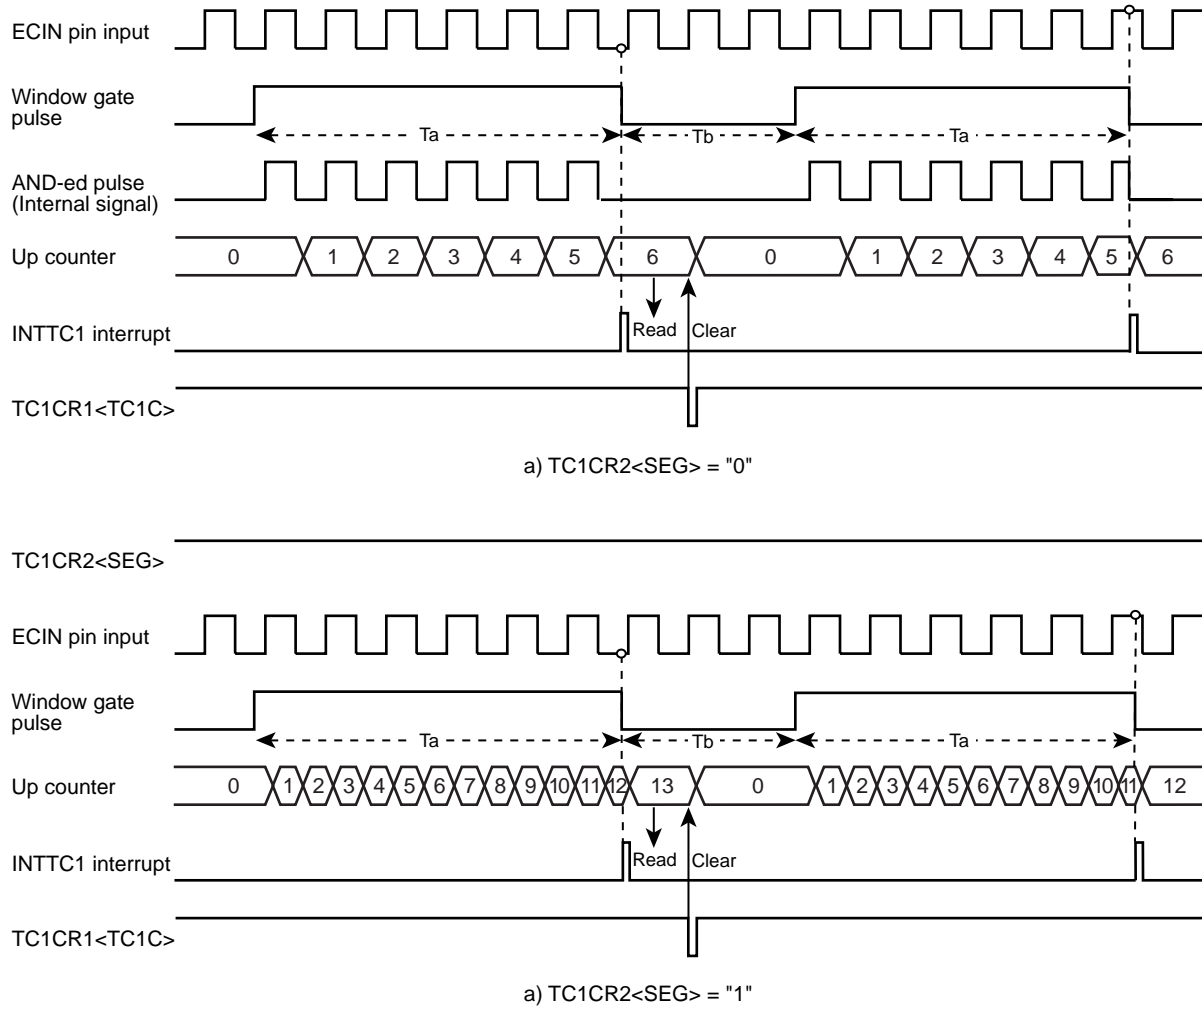 ECIN pin input
Window gate
pulse
Ta Tb Ta
AND-ed pulse
(Internal signal)
Up counter 0 1 2 3 4 5 6 0 1 2 3 4 5 6
INTTC1 interrupt Read Clear
TC1CR1<TC1C>
a) TC1CR2<SEG> = "0"
TC1CR2<SEG>
ECIN pin input
Window gate
pulse
Ta Tb Ta
Up counter 0 1 2 3 4 5 6 7 8 9 10 11 12 13 0 1 2 3 4 5 6 7 8 9 10 11 12
INTTC1 interrupt Read Clear
TC1CR1<TC1C>
a) TC1CR2<SEG> = "1"